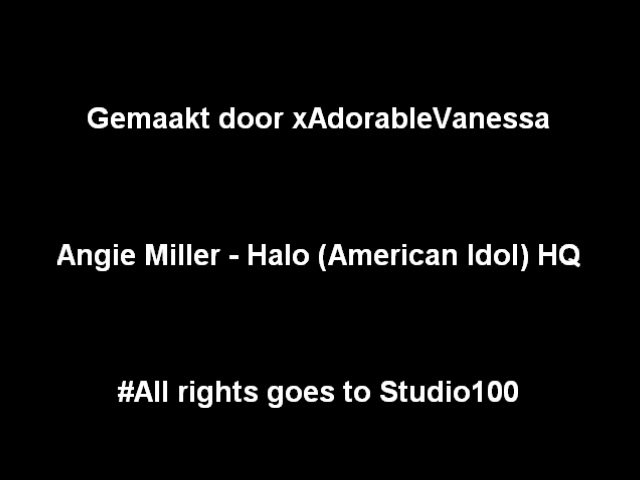 Gemaakt door xAdorableVanessa
Angie Miller - Halo (American Idol) HQ
#All rights goes to Studio100